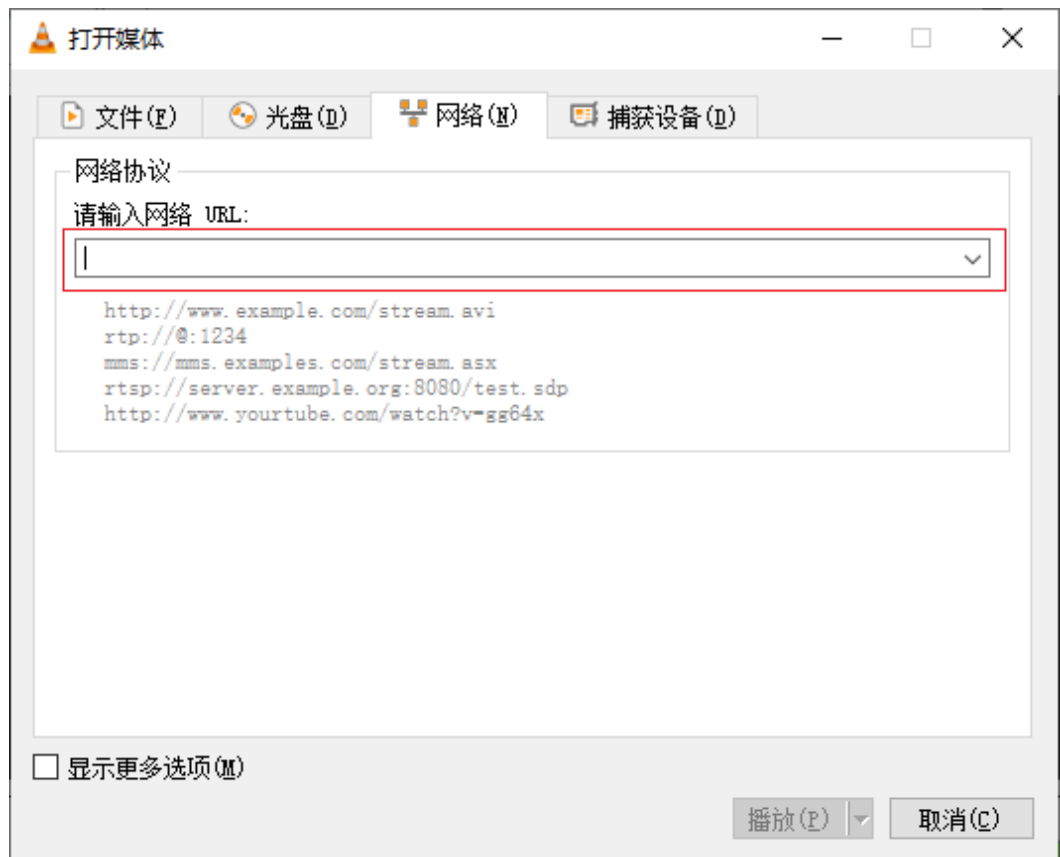 打开媒体
文件(F) 光盘(D) 网络(N) 捕获设备(D)
网络协议
请输入网络 URL:
http://www.example.com/stream.avi
rtp://@:1234
mms://mms.examples.com/stream.asx
rtsp://server.example.org:8080/test.sdp
http://www.yourtube.com/watch?v=gg64x
显示更多选项(M)
播放(P) 取消(C)